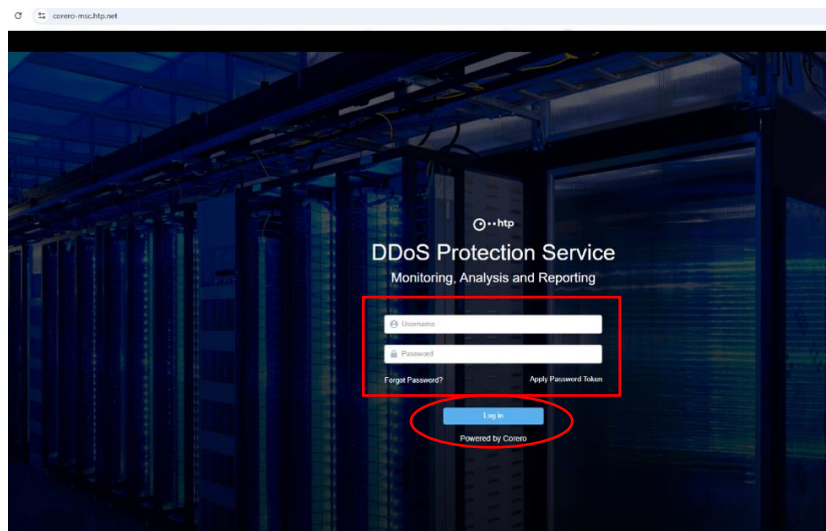 corero-msc.htp.net
htp
DDoS Protection Service
Monitoring, Analysis and Reporting
Username
Password
Forgot Password? Apply Password Token
Log in
Powered by Corero